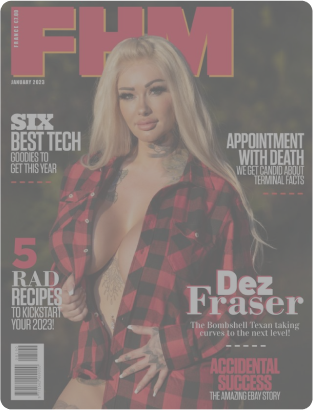 FHM
JANUARY 2023
SIX
BEST TECH
GOODIES TO
GET THIS YEAR
APPOINTMENT
WITH DEATH
WE GET CANDID ABOUT
TERMINAL FACTS
5
RAD
RECIPES
TO KICKSTART
YOUR 2023!
Dez
Fraser
The Bombshell Texan taking
curves to the next level!
ACCIDENTAL
SUCCESS
THE AMAZING EBAY STORY